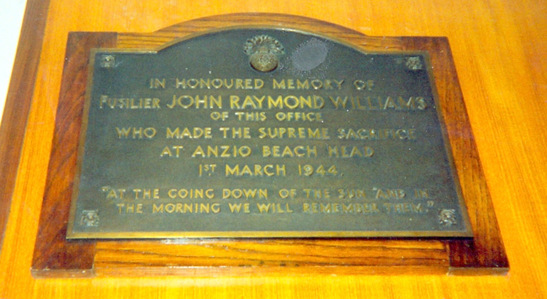 IN HONOURED MEMORY OF
FUSILIER JOHN RAYMOND WILLIAMS
OF THIS OFFICE
WHO MADE THE SUPREME SACRIFICE
AT ANZIO BEACH HEAD
1ST MARCH 1944.
"AT THE GOING DOWN OF THE SUN AND IN
THE MORNING WE WILL REMEMBER THEM."